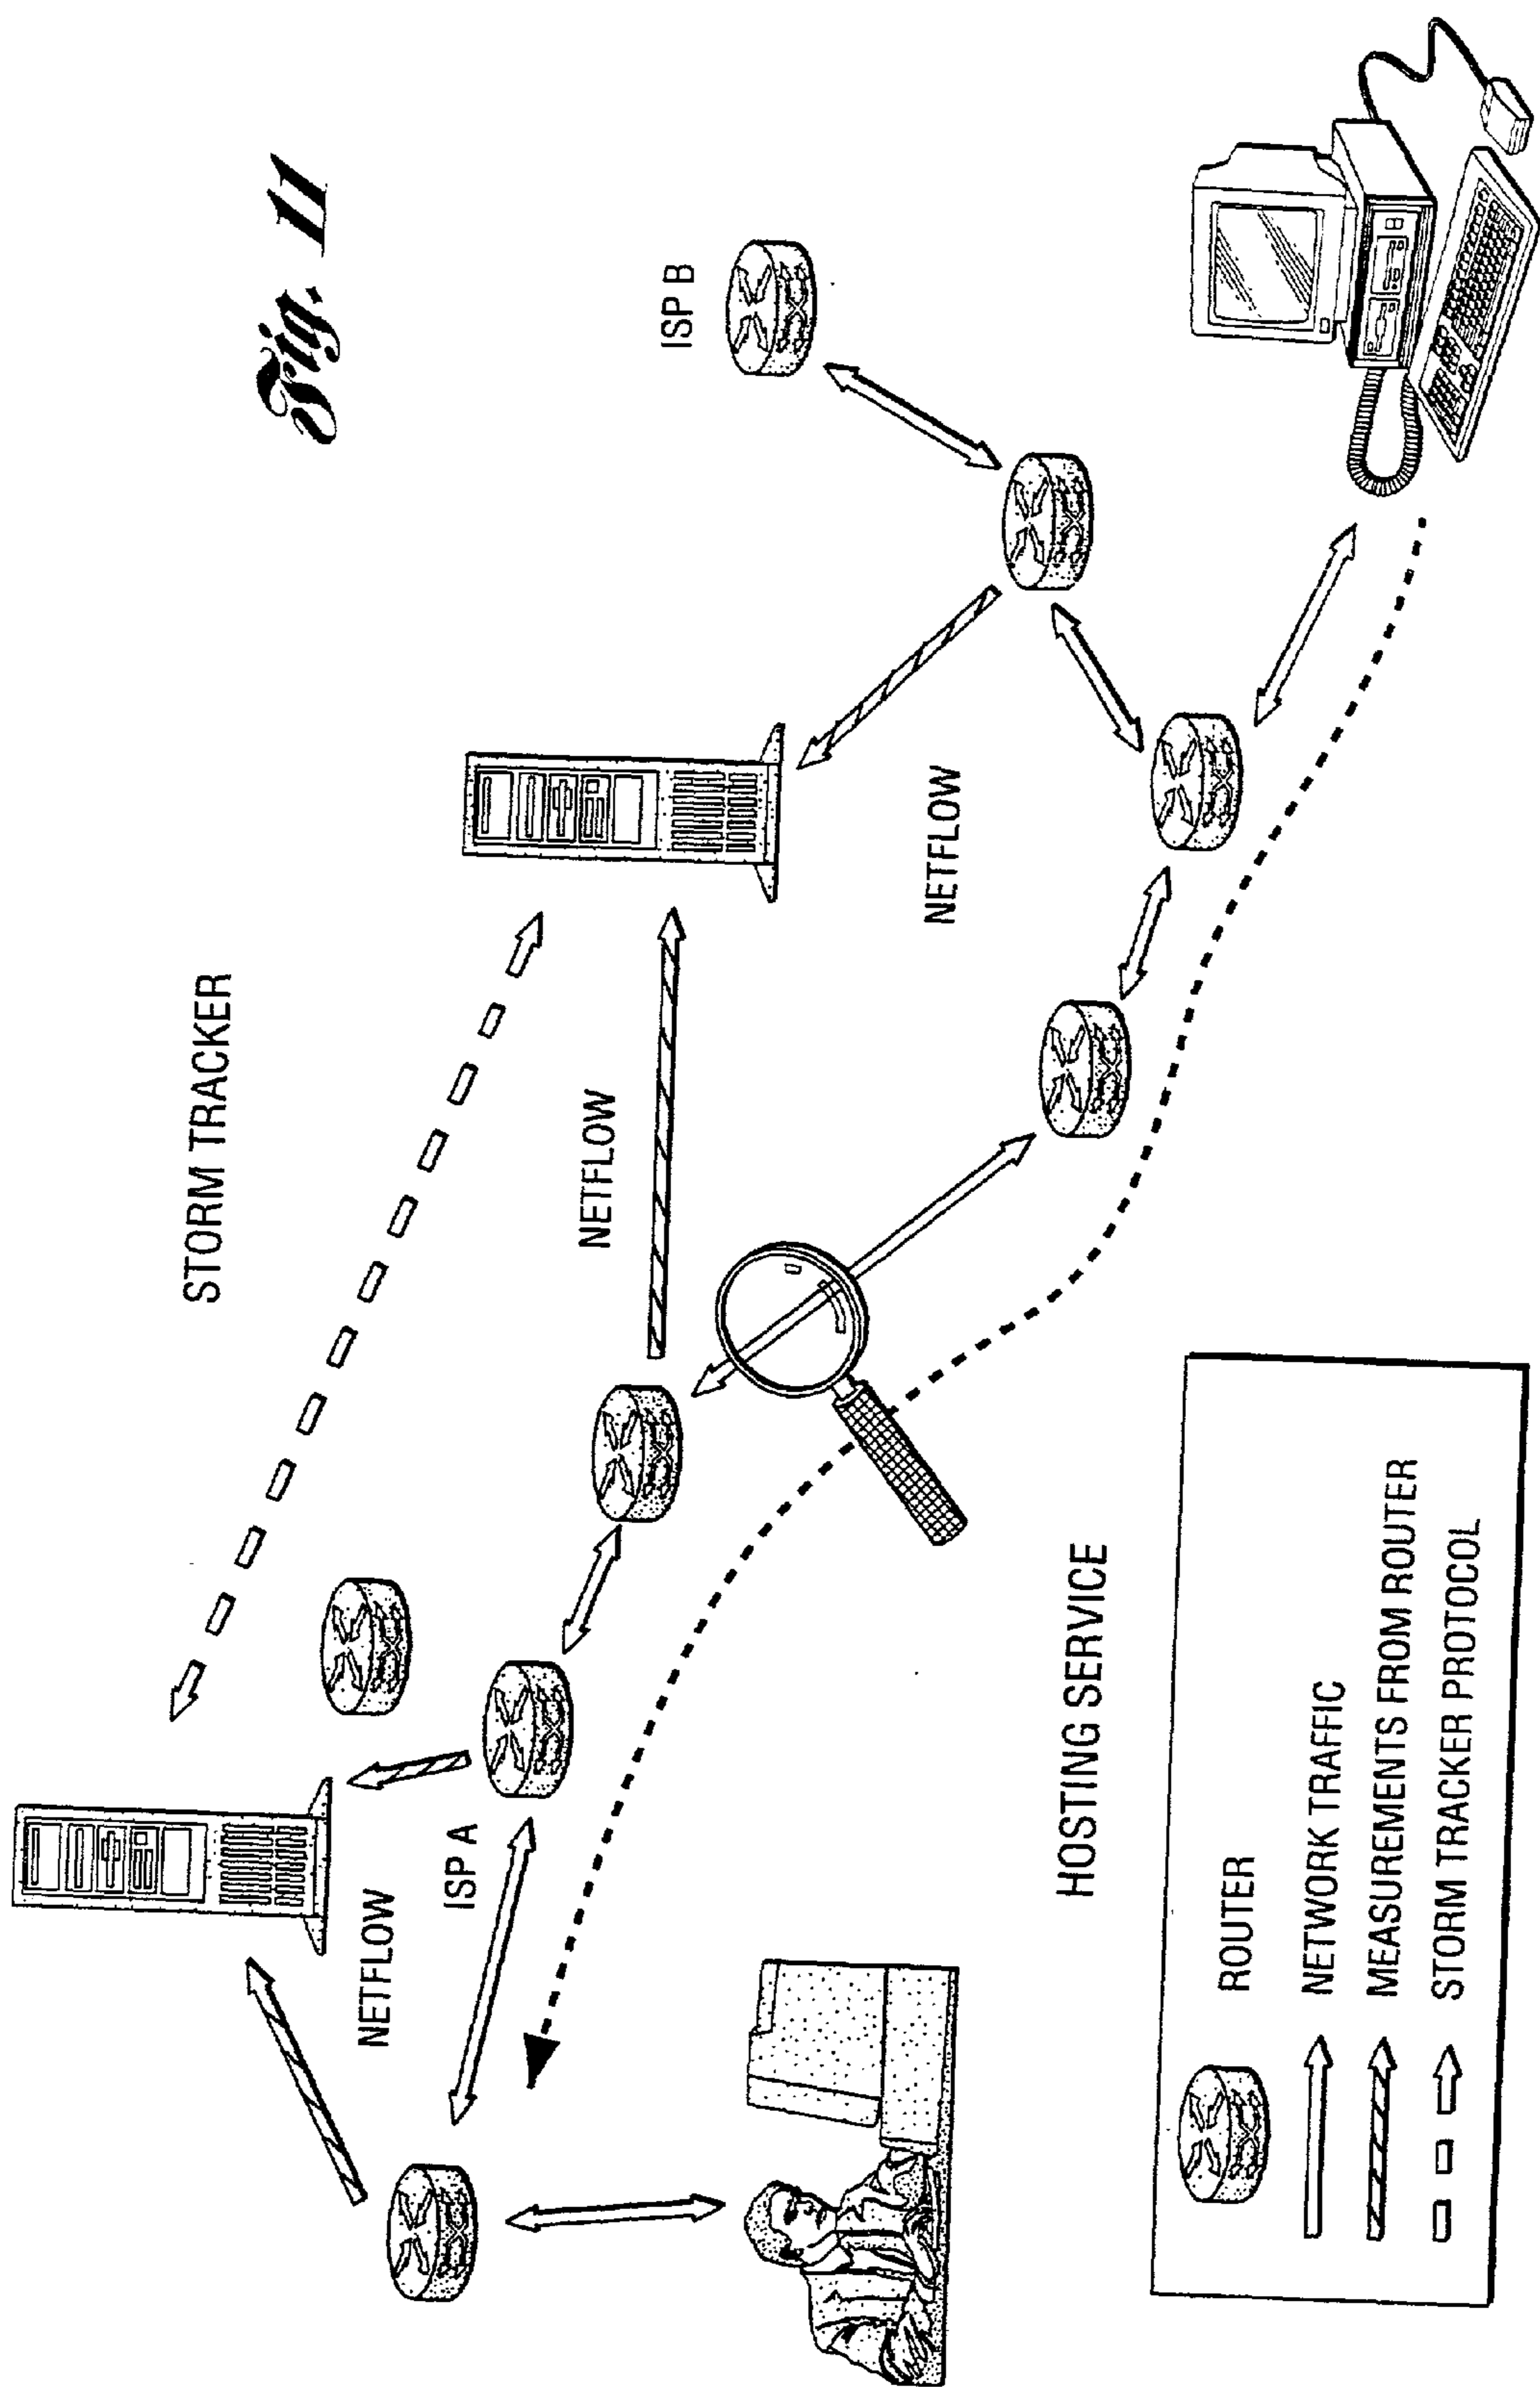 Fig. 11
STORM TRACKER
NETFLOW
ISP A
NETFLOW
NETFLOW
ISP B
HOSTING SERVICE
ROUTER
NETWORK TRAFFIC
MEASUREMENTS FROM ROUTER
STORM TRACKER PROTOCOL